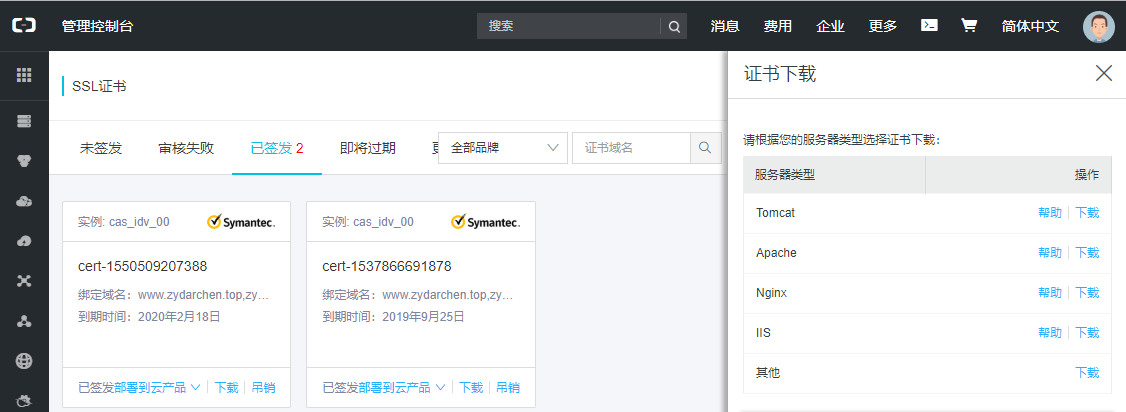 管理控制台
搜索
消息 费用 企业 更多 简体中文
SSL证书
未签发 审核失败 已签发 2 即将过期
全部品牌 证书域名
实例: cas_idv_00 Symantec.
cert-1550509207388
绑定域名：www.zydarchen.top,zy...
到期时间：2020年2月18日
已签发 部署到云产品 下载 吊销
实例: cas_idv_00 Symantec.
cert-1537866691878
绑定域名：www.zydarchen.top,zy...
到期时间：2019年9月25日
已签发 部署到云产品 下载 吊销
证书下载
请根据您的服务器类型选择证书下载：
服务器类型 操作
Tomcat 帮助 下载
Apache 帮助 下载
Nginx 帮助 下载
IIS 帮助 下载
其他 下载